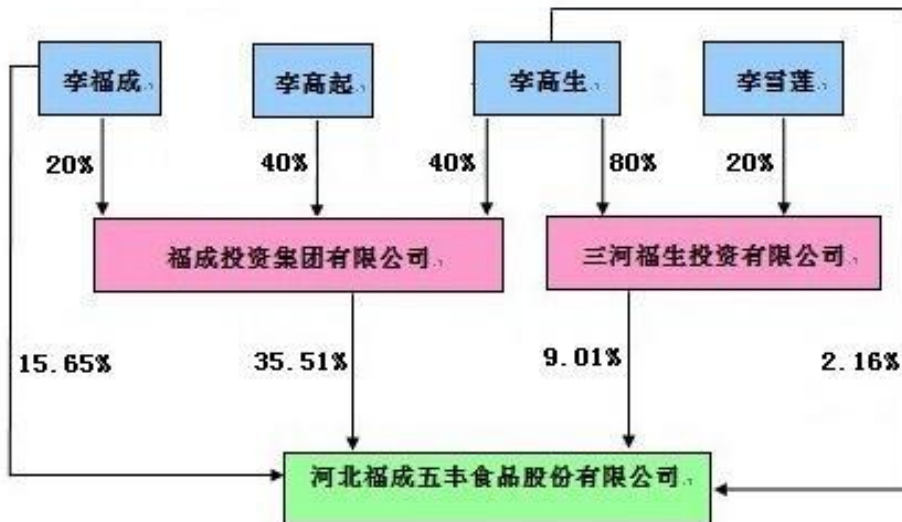 李福成
李高起
李高生
李雪莲
20%
40%
40%
80%
20%
福成投资集团有限公司
三河福生投资有限公司
15.65%
35.51%
9.01%
2.16%
河北福成五丰食品股份有限公司